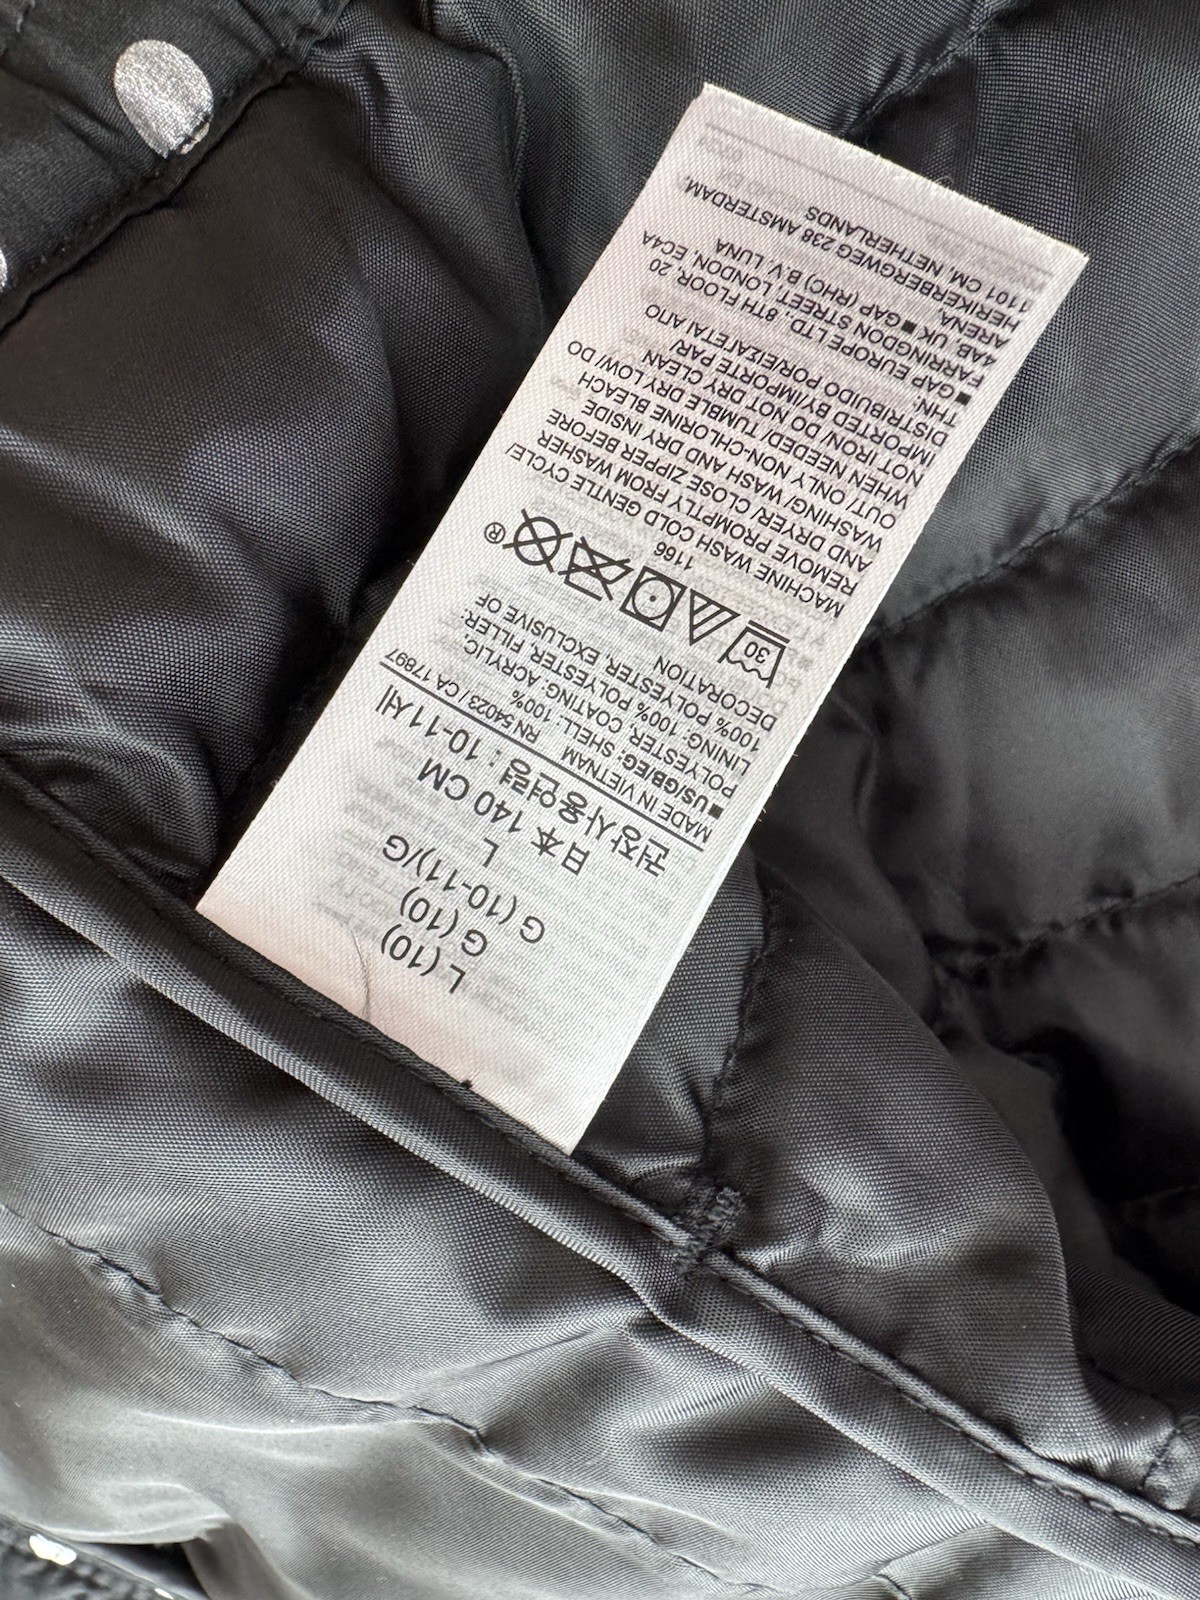 L (10)
G (10)
G (10-11)/G
L
日本 140 CM
권장사용연령 : 10-11세
MADE IN VIETNAM RN 54023 / CA 17897
■ US/GB/EG: SHELL: 100%
POLYESTER, COATING: ACRYLIC,
LINING: 100% POLYESTER, FILLER:
100% POLYESTER. EXCLUSIVE OF
DECORATION
30
®
1166
MACHINE WASH COLD GENTLE CYCLE/
REMOVE PROMPTLY FROM WASHER
AND DRYER/ CLOSE ZIPPER BEFORE
WASHING/ WASH AND DRY INSIDE
OUT/ ONLY NON-CHLORINE BLEACH
WHEN NEEDED/ TUMBLE DRY LOW/ DO
NOT IRON/ DO NOT DRY CLEAN
IMPORTED BY/IMPORTE PAR/
DISTRIBUIDO POR/ΕΙΣΑΓΕΤΑΙ ΑΠΟ
ΤΗΝ:
■ GAP EUROPE LTD., 8TH FLOOR, 20
FARRINGDON STREET, LONDON, EC4A
4AB, UK ■ GAP (RHC) B.V. LUNA
ARENA,
HERIKERBERGWEG 238 AMSTERDAM,
1101 CM, NETHERLANDS